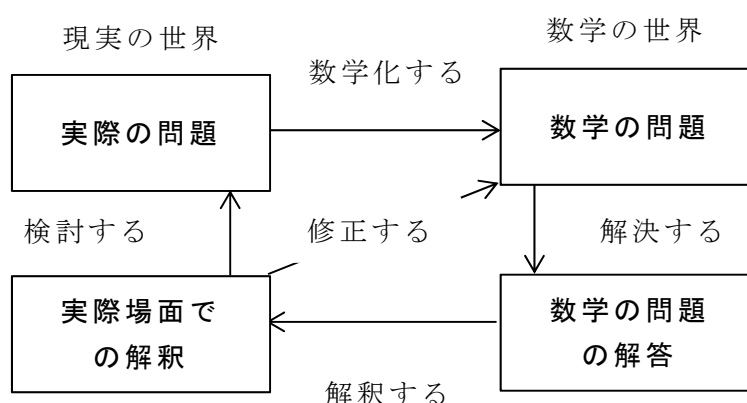 現実の世界
数学の世界
数学化する
実際の問題
数学の問題
検討する
修正する
解決する
実際場面で
の解釈
数学の問題
の解答
解釈する